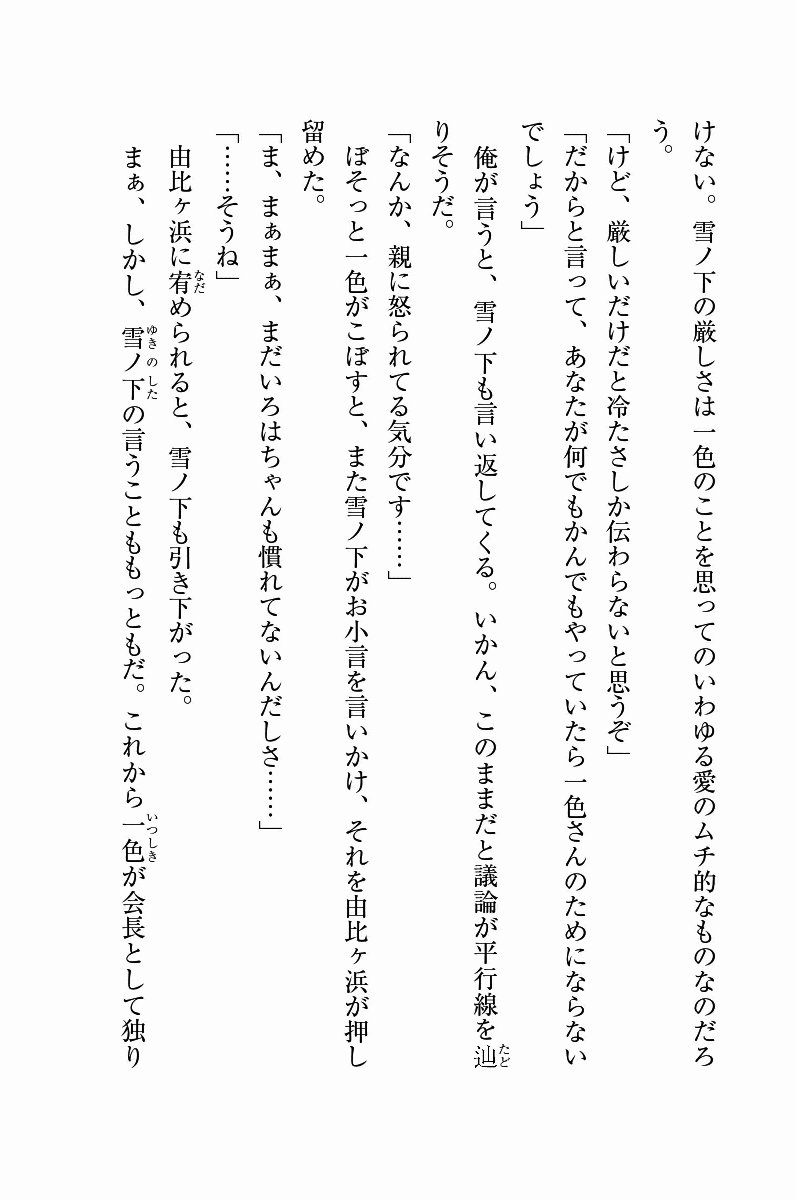 けない。雪ノ下の厳しさは一色のことを思ってのいわゆる愛のムチ的なものなのだろ
う。
「けど、厳しいだけだと冷たさしか伝わらないと思うぞ」
「だからと言って、あなたが何でもかんでもやっていたら一色さんのためにならない
でしょう」
俺が言うと、雪ノ下も言い返してくる。いかん、このままだと議論が平行線を辿たど
りそうだ。
「なんか、親に怒られてる気分です……」
ぼそっと一色がこぼすと、また雪ノ下がお小言を言いかけ、それを由比ヶ浜が押し
留めた。
「ま、まぁまぁ、まだいろはちゃんも慣れてないんだしさ……」
「……そうね」
由比ヶ浜に宥なだめられると、雪ノ下も引き下がった。
まぁ、しかし、雪ノ下ゆきのしたの言うことももっともだ。これから一色いっしきが会長として独り